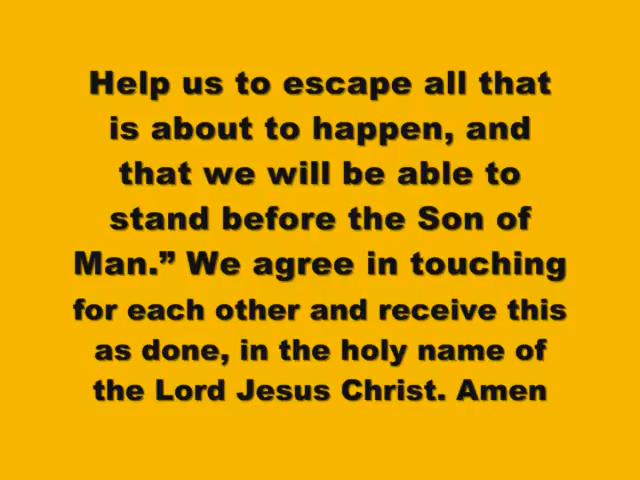 Help us to escape all that
is about to happen, and
that we will be able to
stand before the Son of
Man.” We agree in touching
for each other and receive this
as done, in the holy name of
the Lord Jesus Christ. Amen